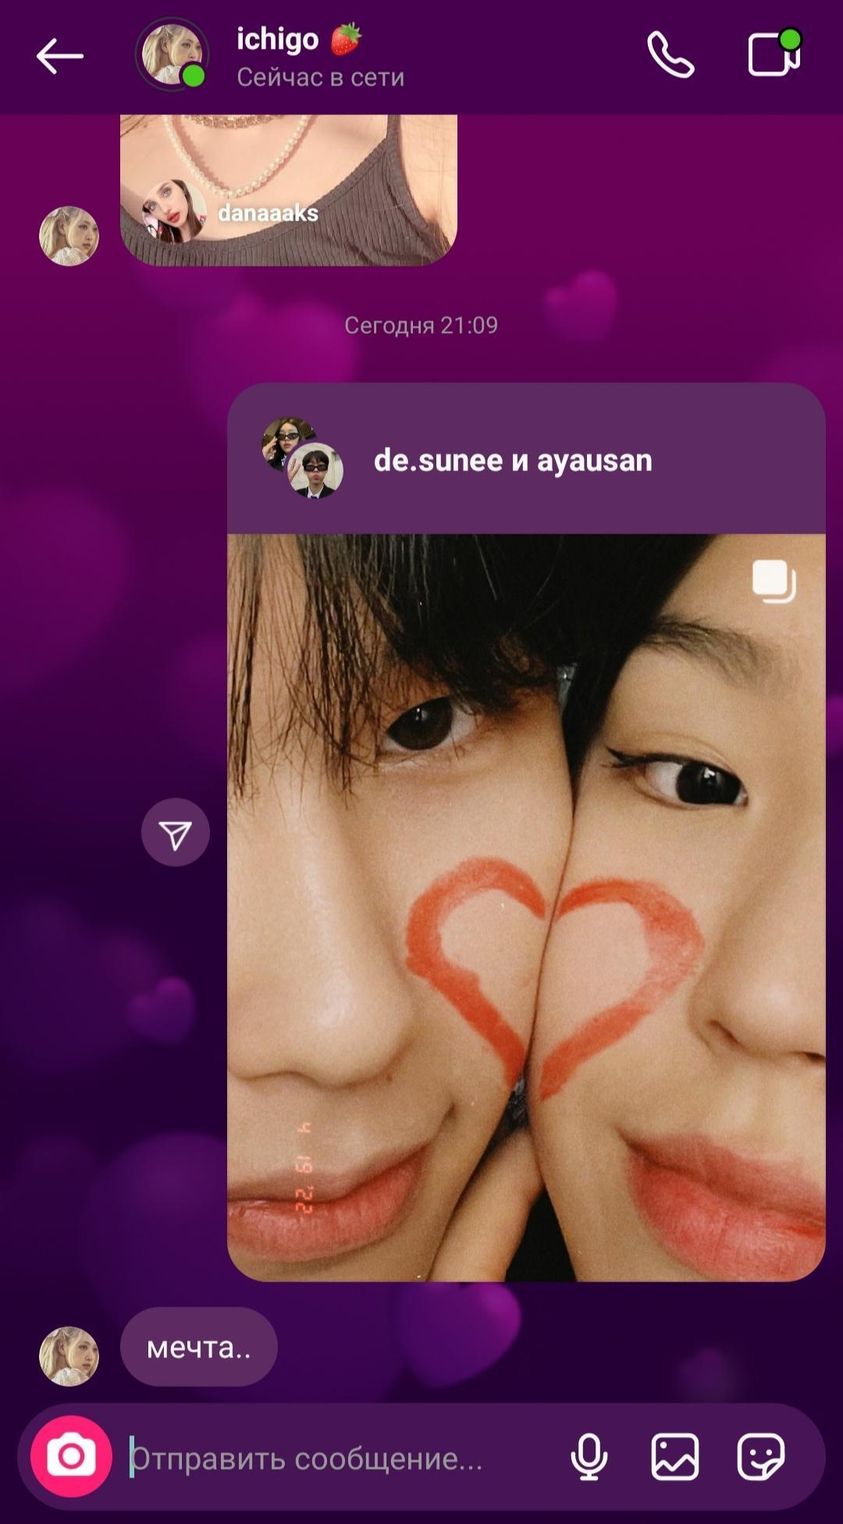 ichigo 🍓
Сейчас в сети
danaaaks
Сегодня 21:09
de.sunee и ayausan
4 19 '22
мечта..
Отправить сообщение...